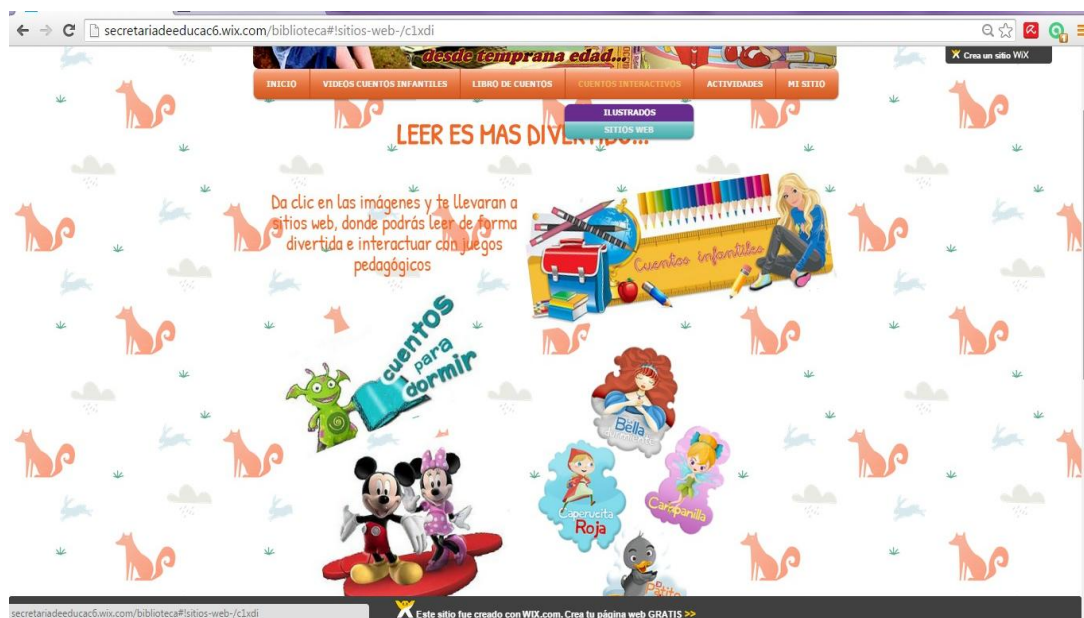 secretariadeeducac6.wix.com/biblioteca#!sitios-web-/c1xdi
desde temprana edad...
Crea un sitio WiX
INICIO VIDEOS CUENTOS INFANTILES LIBRO DE CUENTOS CUENTOS INTERACTIVOS ACTIVIDADES MI SITIO
ILUSTRADOS
SITIOS WEB
LEER ES MAS
Da clic en las imágenes y te llevaran a
sitios web, donde podrás leer de forma
divertida e interactuar con juegos
pedagógicos
Cuentos infantiles
cuentos
para
dormir
Bella
durmiente
Caperucita
Roja
Campanilla
Patito
secretariadeeducac6.wix.com/biblioteca#!sitios-web-/c1xdi
Este sitio fue creado con WIX.com. Crea tu página web GRATIS >>